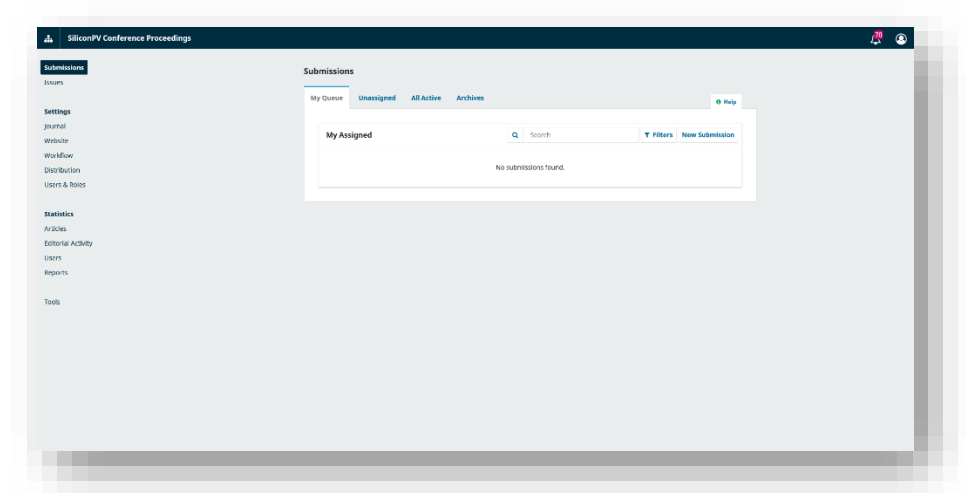 SiliconPV Conference Proceedings
70
Submissions
Issues
Settings
Journal
Website
Workflow
Distribution
Users & Roles
Statistics
Articles
Editorial Activity
Users
Reports
Tools
Submissions
My Queue Unassigned All Active Archives
Help
My Assigned Search Filters New Submission
No submissions found.